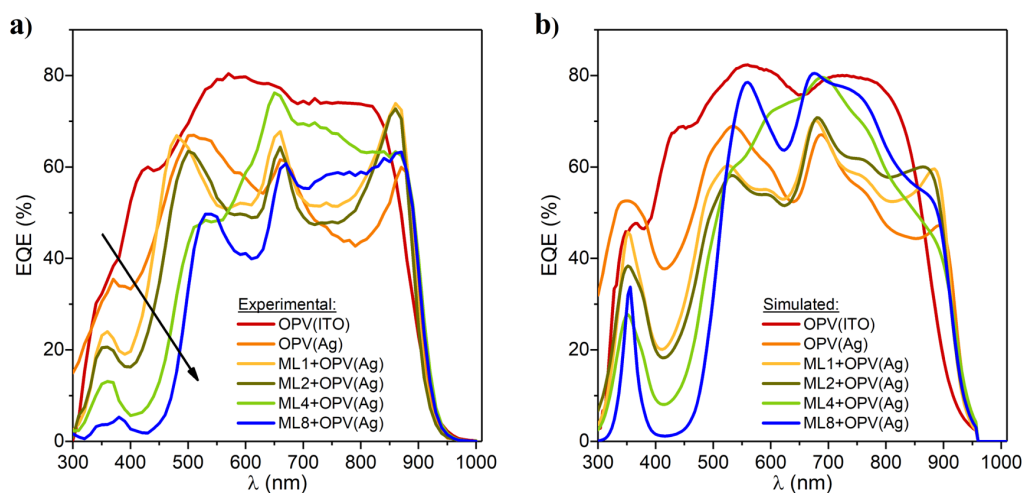 a)
80
60
40
20
0
EQE (%)
300 400 500 600 700 800 900 1000
λ (nm)
Experimental:
OPV(ITO)
OPV(Ag)
ML1+OPV(Ag)
ML2+OPV(Ag)
ML4+OPV(Ag)
ML8+OPV(Ag)
b)
80
60
40
20
0
EQE (%)
300 400 500 600 700 800 900 1000
λ (nm)
Simulated:
OPV(ITO)
OPV(Ag)
ML1+OPV(Ag)
ML2+OPV(Ag)
ML4+OPV(Ag)
ML8+OPV(Ag)